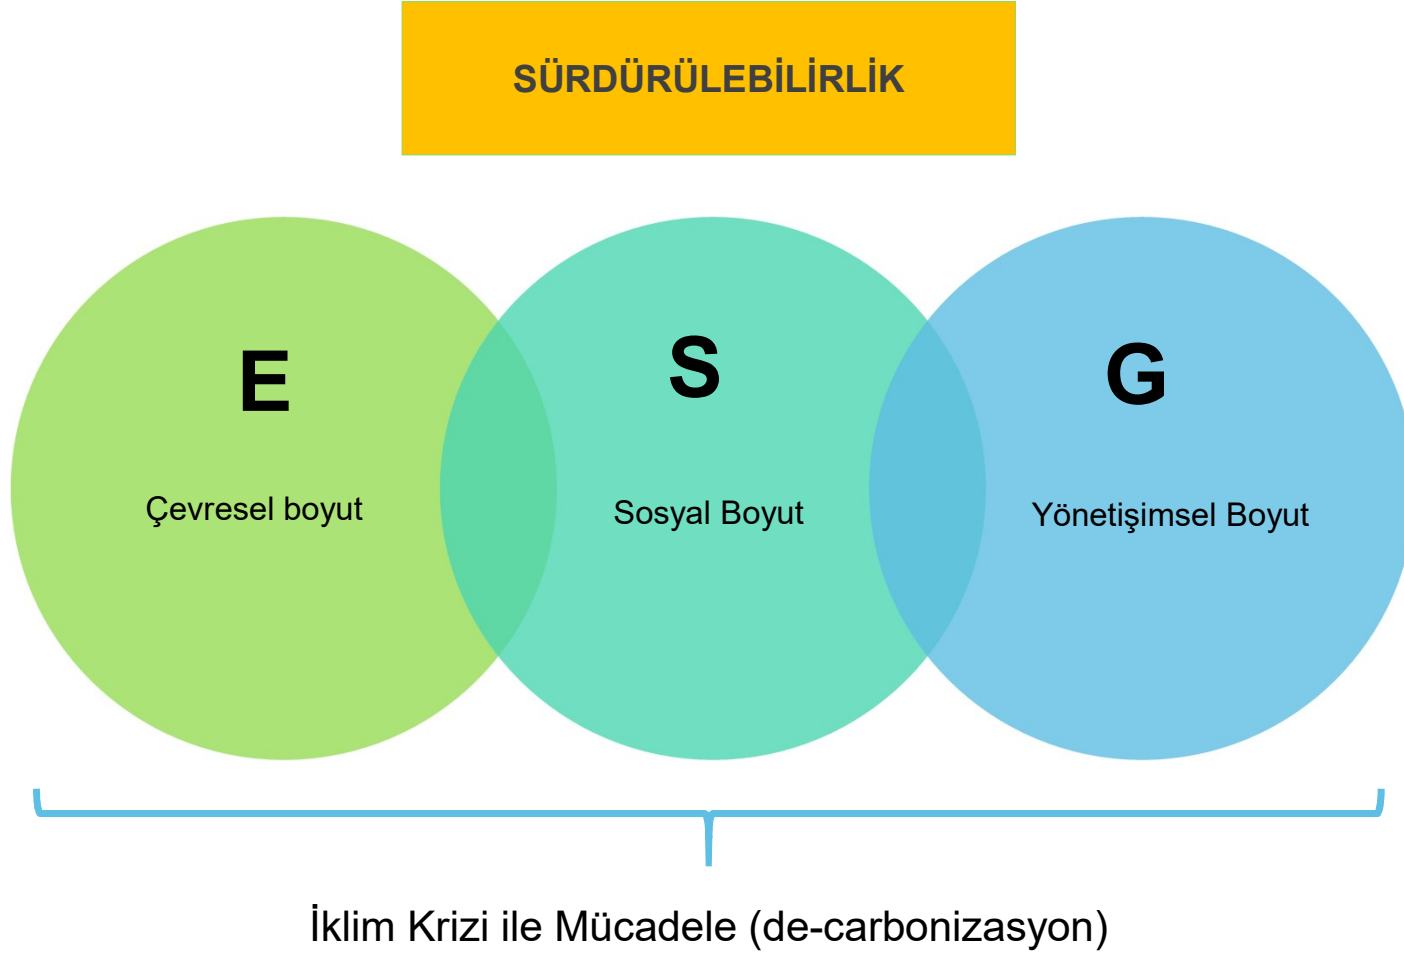 SÜRDÜRÜLEBİLİRLİK
E
S
G
Çevresel boyut
Sosyal Boyut
Yönetişimsel Boyut
İklim Krizi ile Mücadele (de-carbonizasyon)